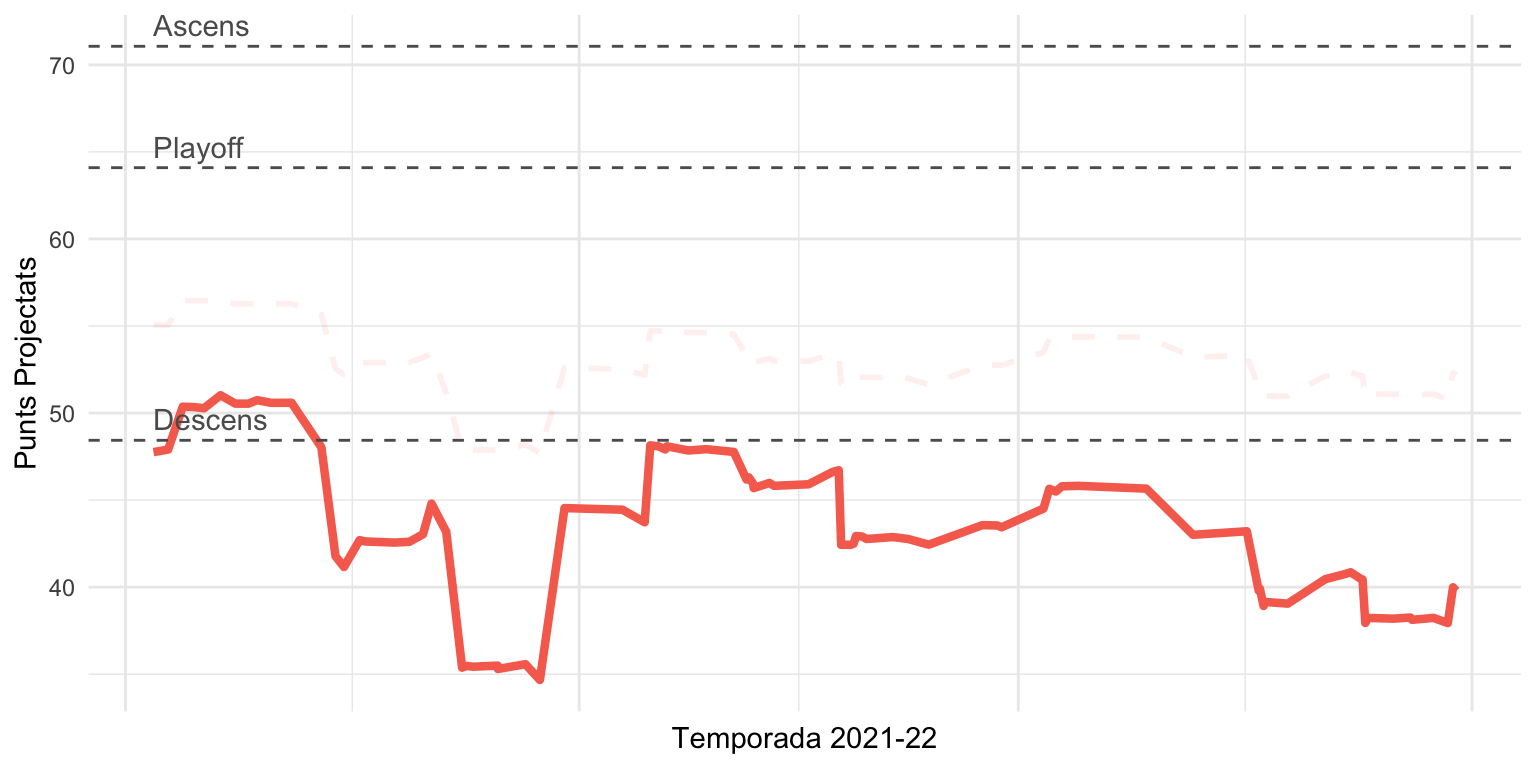 Ascens
70
Playoff
60
50
Descens
40
Punts Projectats
Temporada 2021-22